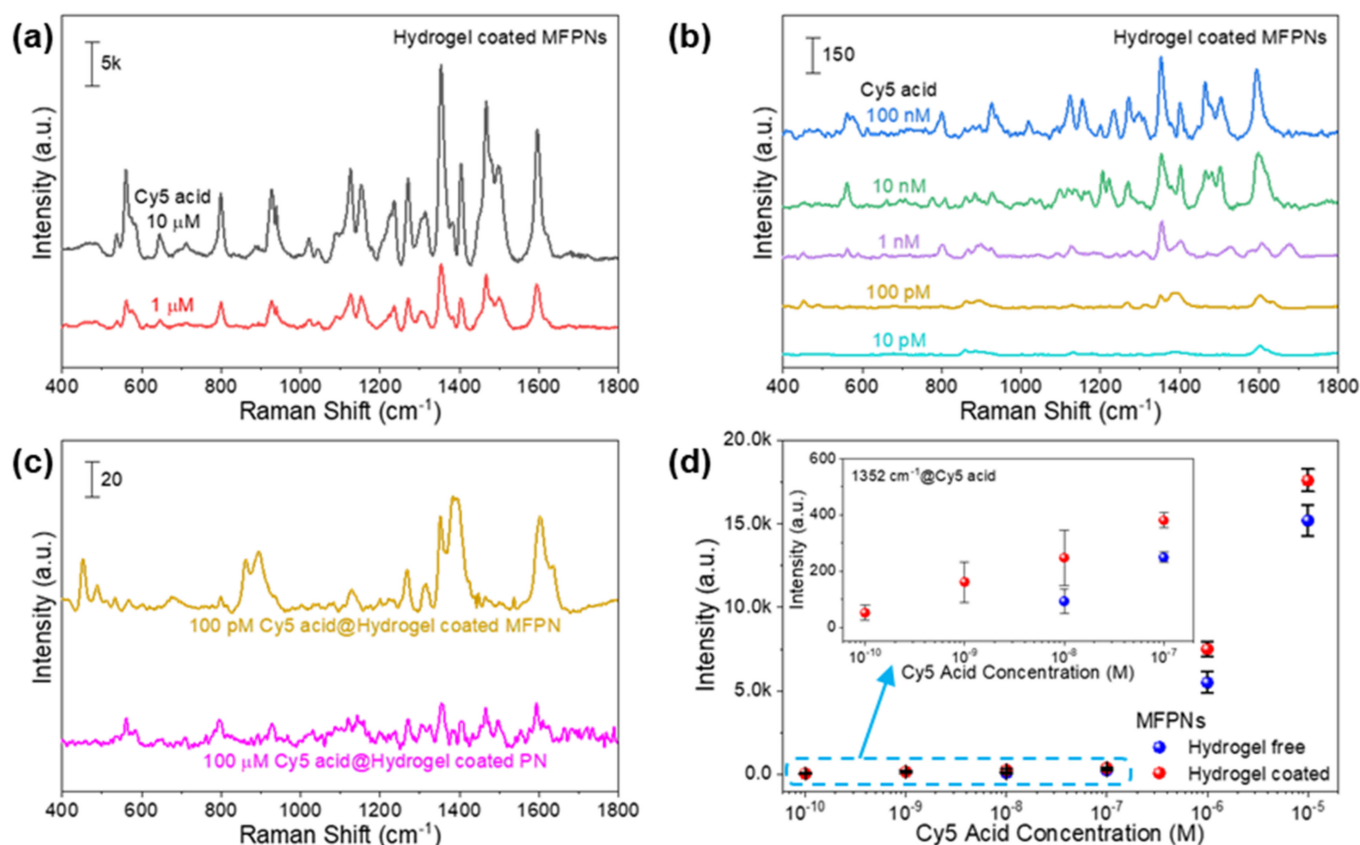 (a)
5k
Hydrogel coated MFPNs
Cy5 acid
10 μM
1 μM
Intensity (a.u.)
400 600 800 1000 1200 1400 1600 1800
Raman Shift (cm⁻¹)
(b)
150
Hydrogel coated MFPNs
Cy5 acid
100 nM
10 nM
1 nM
100 pM
10 pM
Intensity (a.u.)
400 600 800 1000 1200 1400 1600 1800
Raman Shift (cm⁻¹)
(c)
20
100 pM Cy5 acid@Hydrogel coated MFPN
100 μM Cy5 acid@Hydrogel coated PN
Intensity (a.u.)
400 600 800 1000 1200 1400 1600 1800
Raman Shift (cm⁻¹)
(d)
20.0k
15.0k
10.0k
5.0k
0.0
Intensity (a.u.)
600
400
200
0
Intensity (a.u.)
1352 cm⁻¹@Cy5 acid
10⁻¹⁰ 10⁻⁹ 10⁻⁸ 10⁻⁷
Cy5 Acid Concentration (M)
MFPNs
Hydrogel free
Hydrogel coated
10⁻¹⁰ 10⁻⁹ 10⁻⁸ 10⁻⁷ 10⁻⁶ 10⁻⁵
Cy5 Acid Concentration (M)